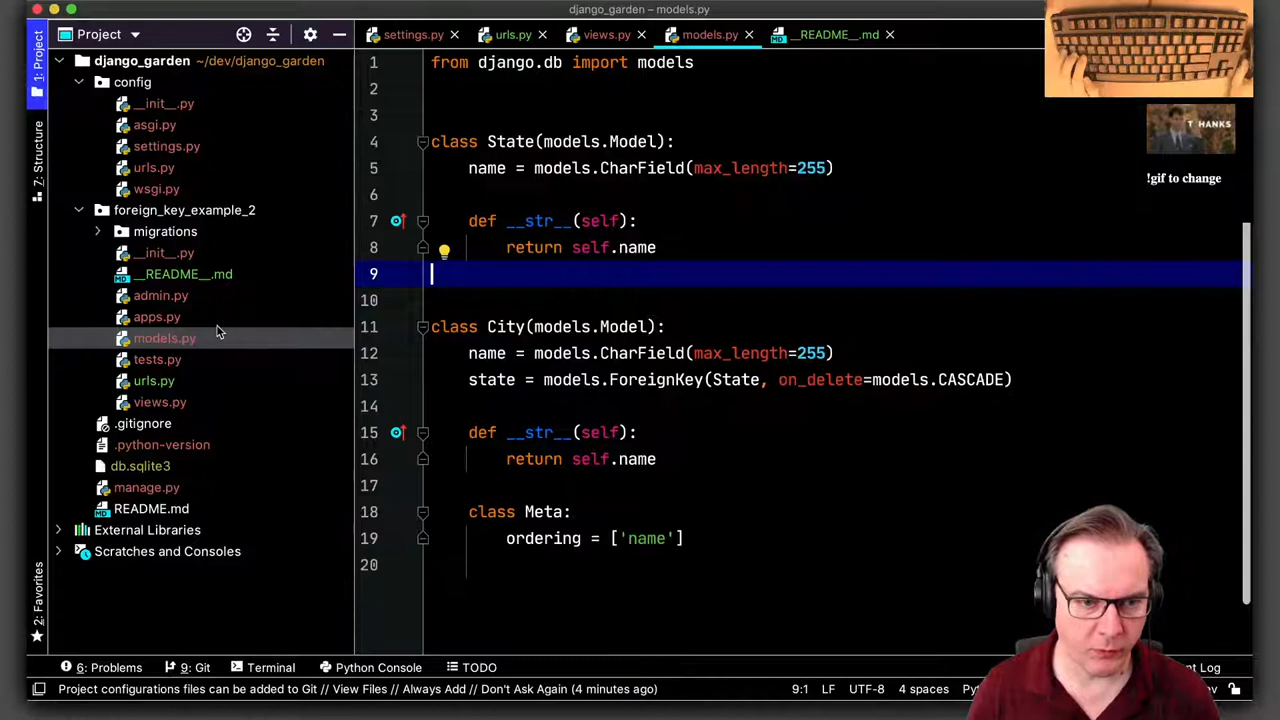 django_garden – models.py
1: Project
Project
settings.py
urls.py
views.py
models.py
__README__.md
django_garden ~/dev/django_garden
config
__init__.py
asgi.py
settings.py
urls.py
wsgi.py
foreign_key_example_2
migrations
__init__.py
__README__.md
admin.py
apps.py
models.py
tests.py
urls.py
views.py
.gitignore
.python-version
db.sqlite3
manage.py
README.md
External Libraries
Scratches and Consoles
7: Structure
2: Favorites
1 from django.db import models
2
3
4 class State(models.Model):
5 name = models.CharField(max_length=255)
6
7 def __str__(self):
8 return self.name
9
10
11 class City(models.Model):
12 name = models.CharField(max_length=255)
13 state = models.ForeignKey(State, on_delete=models.CASCADE)
14
15 def __str__(self):
16 return self.name
17
18 class Meta:
19 ordering = ['name']
20
T HANKS
!gif to change
6: Problems
9: Git
Terminal
Python Console
TODO
nt Log
Project configurations files can be added to Git // View Files // Always Add // Don't Ask Again (4 minutes ago)
9:1 LF UTF-8 4 spaces